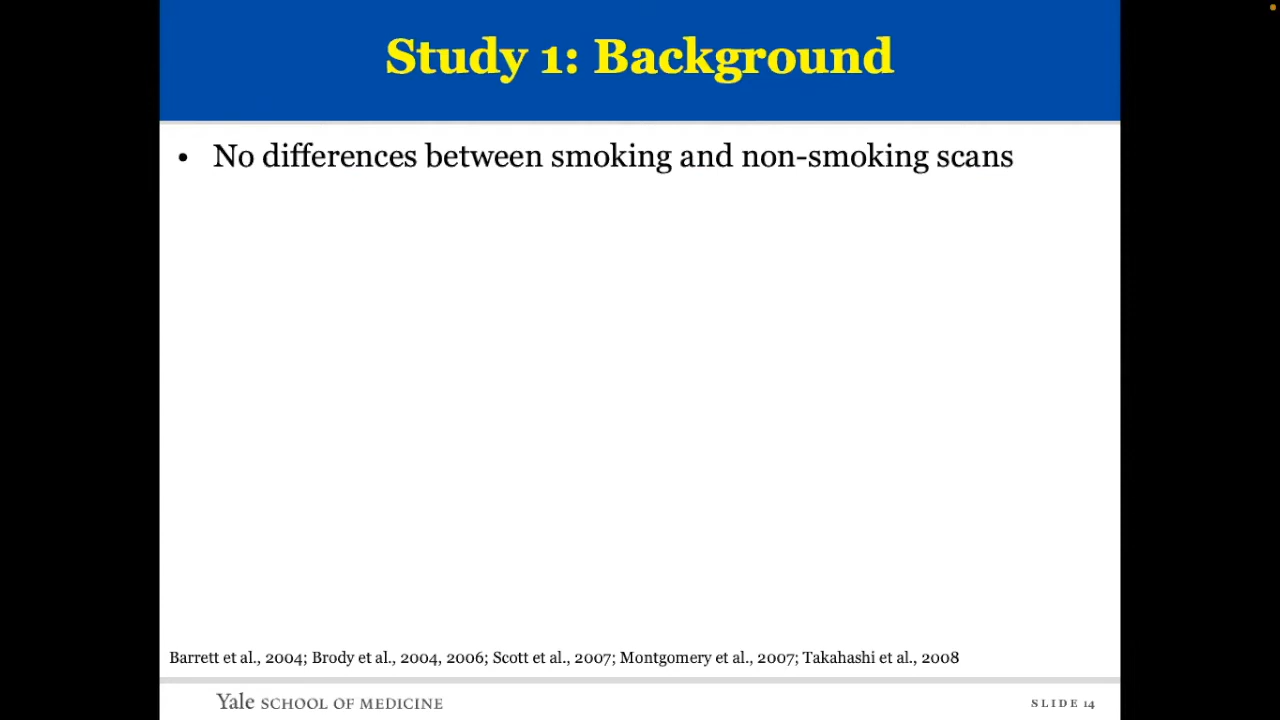 Study 1: Background
• No differences between smoking and non-smoking scans
Barrett et al., 2004; Brody et al., 2004, 2006; Scott et al., 2007; Montgomery et al., 2007; Takahashi et al., 2008
Yale SCHOOL OF MEDICINE
SLIDE 14